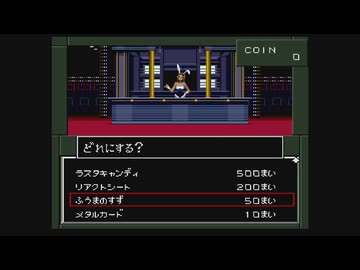 COIN
0
どれにする?
ラスタキャンディ 500まい
リアクトシート 200まい
ふうまのすず 50まい
メタルカード 10まい